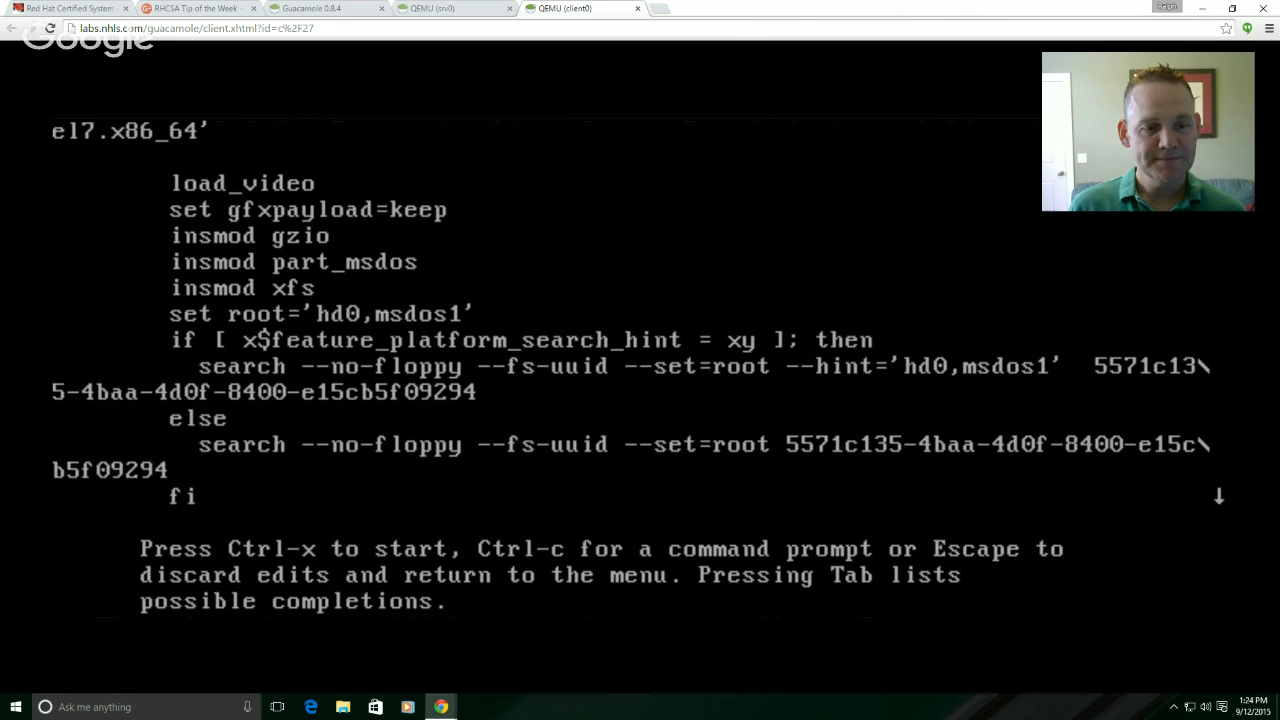 Red Hat Certified System
RHCSA Tip of the Week -
Guacamole 0.8.4
QEMU (srv0)
QEMU (client0)
Ralph
labs.nhls.com/guacamole/client.xhtml?id=c%2F27
Google
el7.x86_64'
load_video
set gfxpayload=keep
insmod gzio
insmod part_msdos
insmod xfs
set root='hd0,msdos1'
if [ x$feature_platform_search_hint = xy ]; then
search --no-floppy --fs-uuid --set=root --hint='hd0,msdos1'  5571c13\
5-4baa-4d0f-8400-e15cb5f09294
else
search --no-floppy --fs-uuid --set=root 5571c135-4baa-4d0f-8400-e15c\
b5f09294
fi
Press Ctrl-x to start, Ctrl-c for a command prompt or Escape to
discard edits and return to the menu. Pressing Tab lists
possible completions.
Ask me anything
1:24 PM
9/12/2015